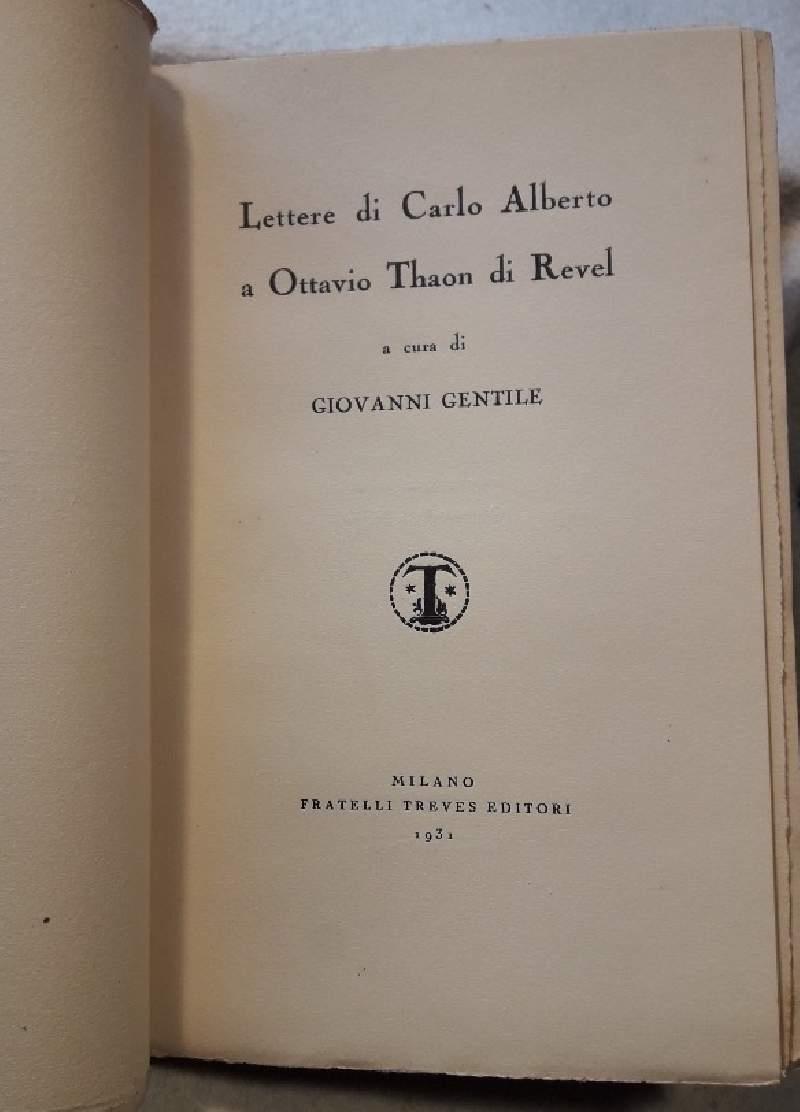 Lettere di Carlo Alberto
a Ottavio Thaon di Revel
a cura di
GIOVANNI GENTILE
T
MILANO
FRATELLI TREVES EDITORI
1931